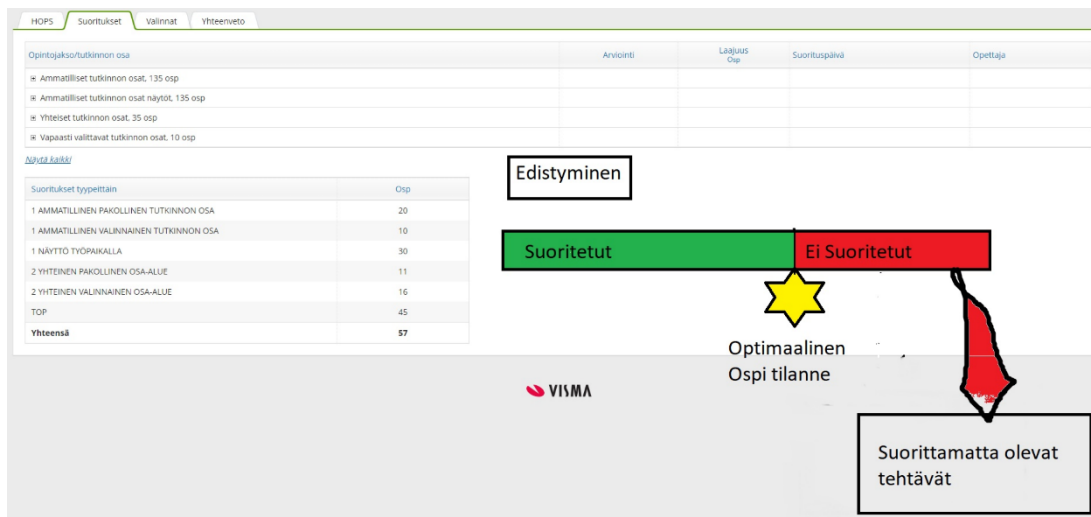 HOPS Suoritukset Valinnat Yhteenveto
Opintojakso/tutkinnon osa Arviointi Laajuus Osp Suorituspäivä Opettaja
Ammatilliset tutkinnon osat, 135 osp
Ammatilliset tutkinnon osat näytöt, 135 osp
Yhteiset tutkinnon osat, 35 osp
Vapaasti valittavat tutkinnon osat, 10 osp
Näytä kaikki
Suoritukset tyypeittäin Osp
1 AMMATILLINEN PAKOLLINEN TUTKINNON OSA 20
1 AMMATILLINEN VALINNAINEN TUTKINNON OSA 10
1 NÄYTTÖ TYÖPAIKALLA 30
2 YHTEINEN PAKOLLINEN OSA-ALUE 11
2 YHTEINEN VALINNAINEN OSA-ALUE 16
TOP 45
Yhteensä 57
Edistyminen
Suoritetut Ei Suoritetut
Optimaalinen
Ospi tilanne
VISMA
Suorittamatta olevat
tehtävät